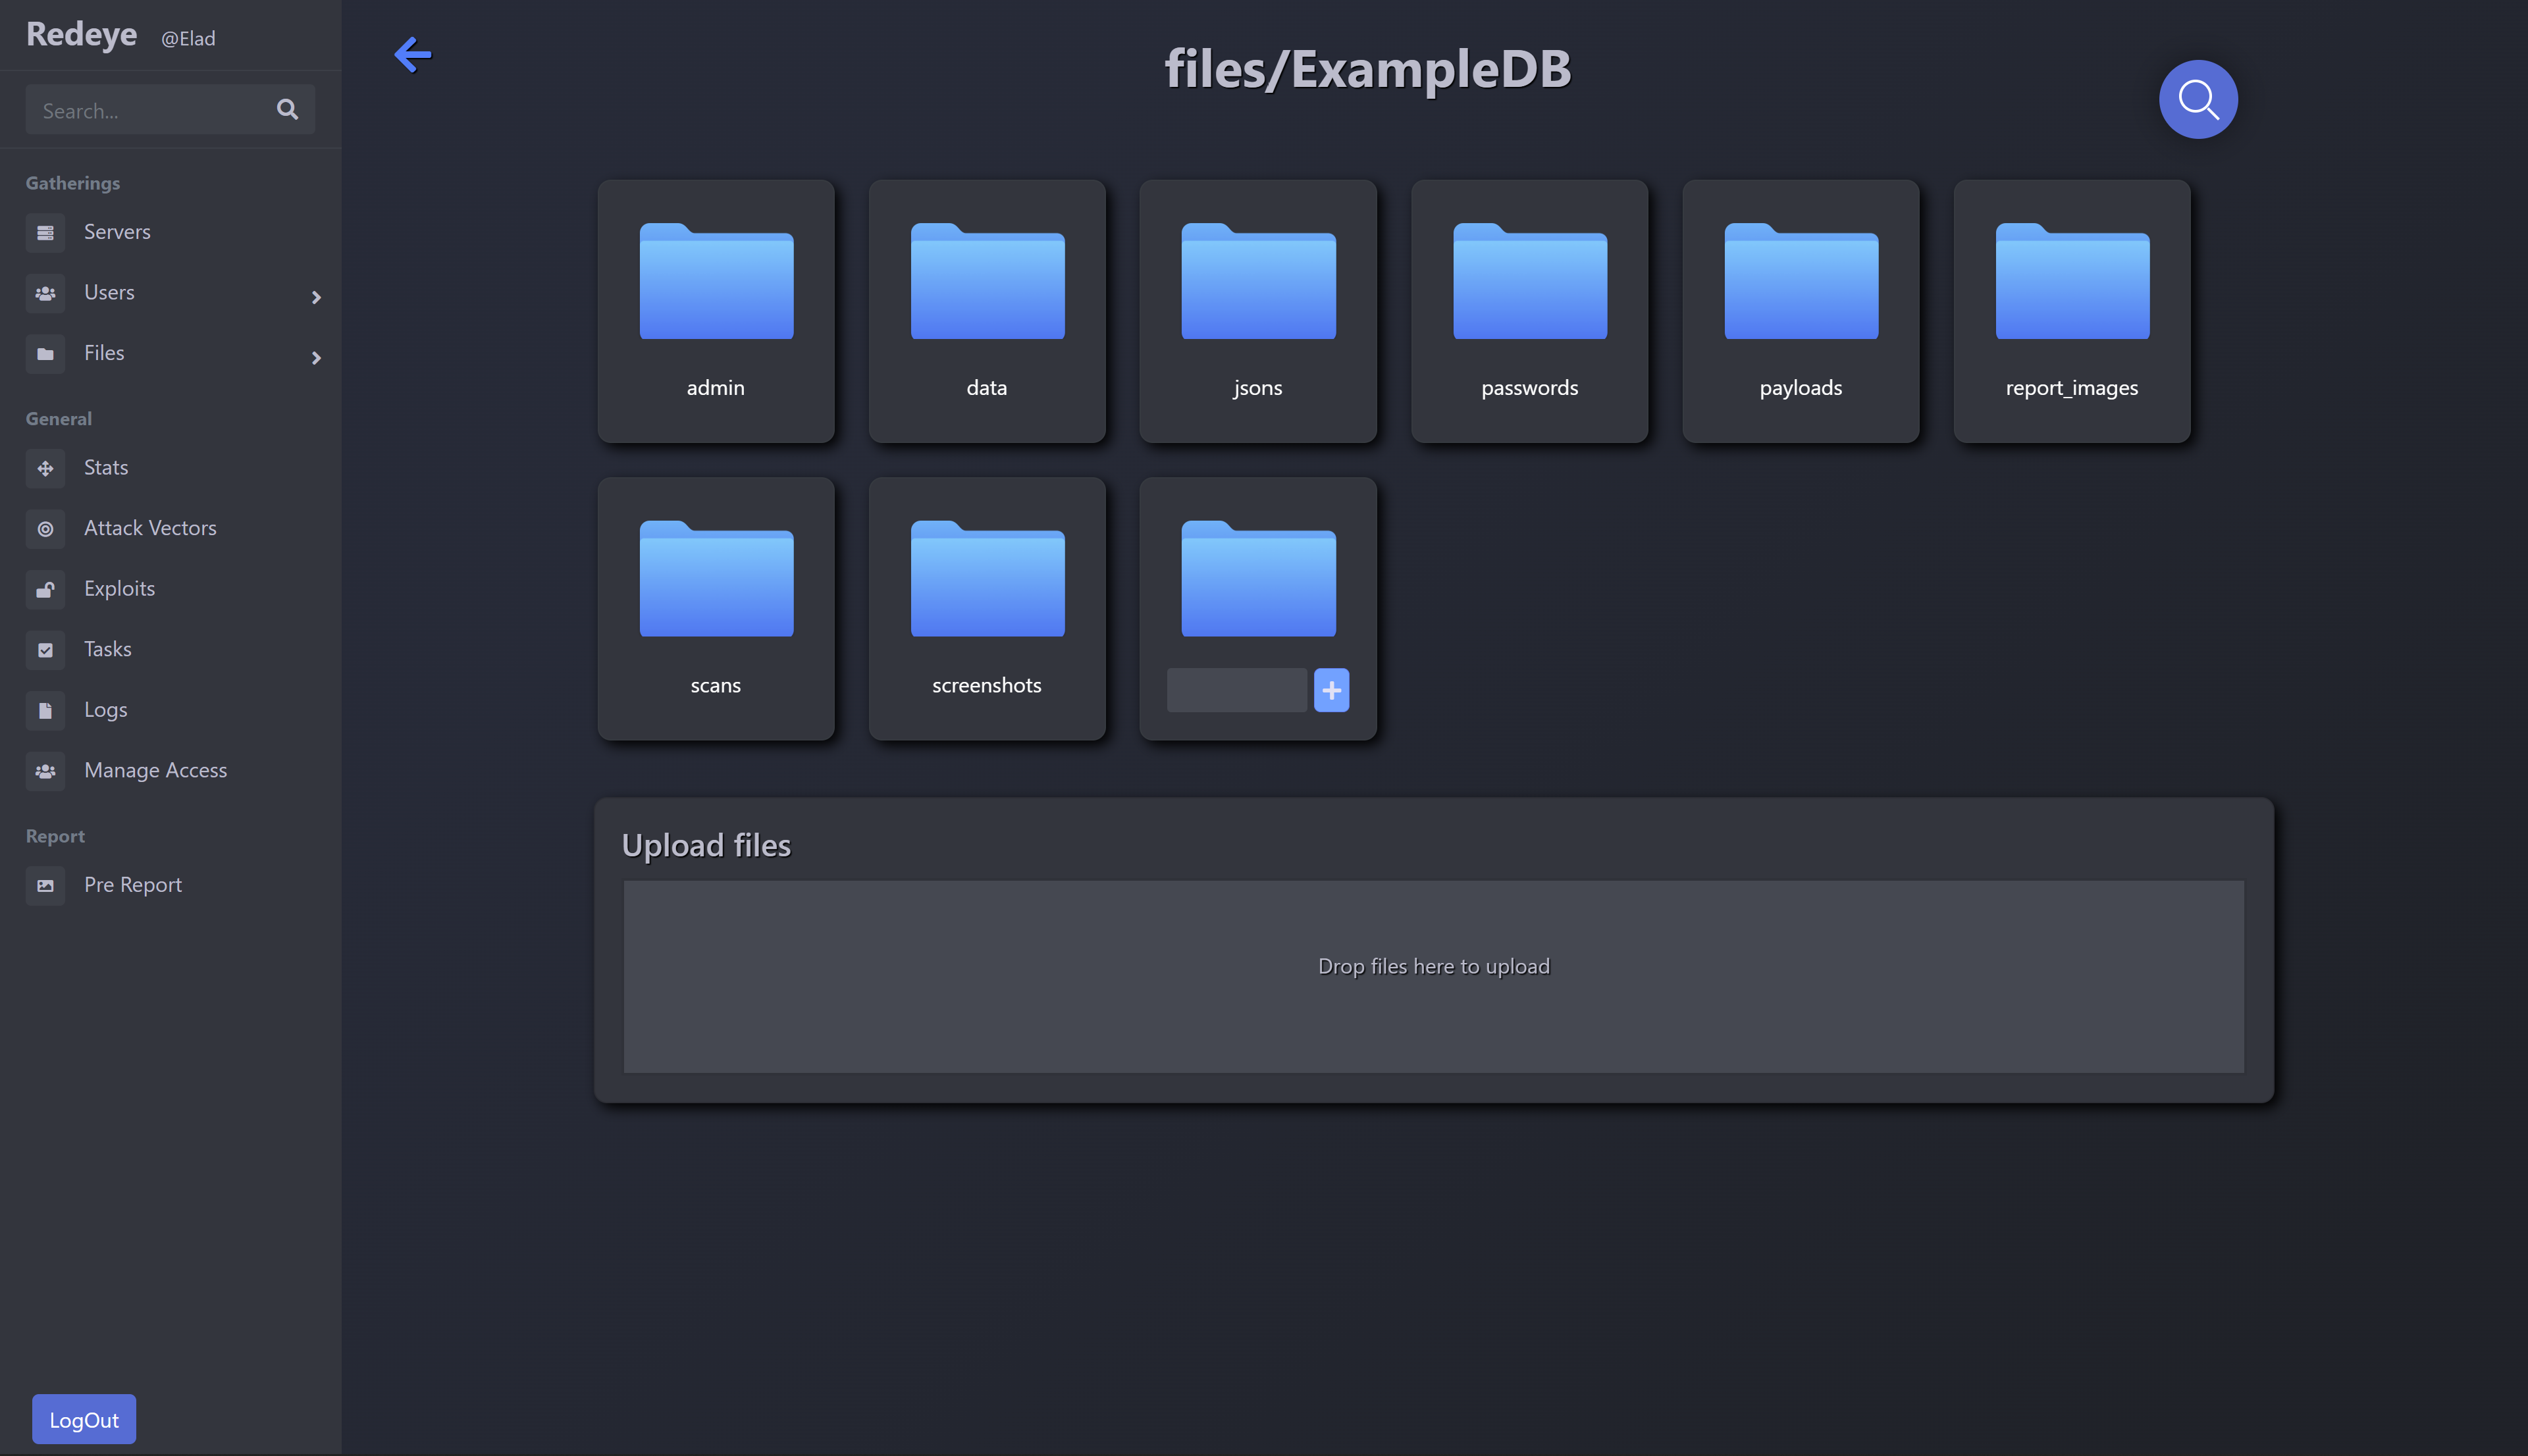 Redeye @Elad
Search...
Gatherings
Servers
Users
Files
General
Stats
Attack Vectors
Exploits
Tasks
Logs
Manage Access
Report
Pre Report
LogOut
files/ExampleDB
admin data jsons passwords payloads report_images
scans screenshots
Upload files
Drop files here to upload